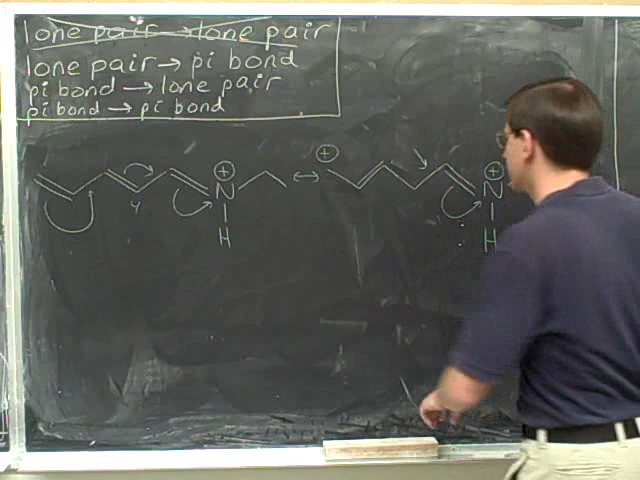 lone pair → lone pair
lone pair → pi bond
pi bond → lone pair
pi bond → pi bond
⊕ ⊕ ⊕
N ↔ N
H H